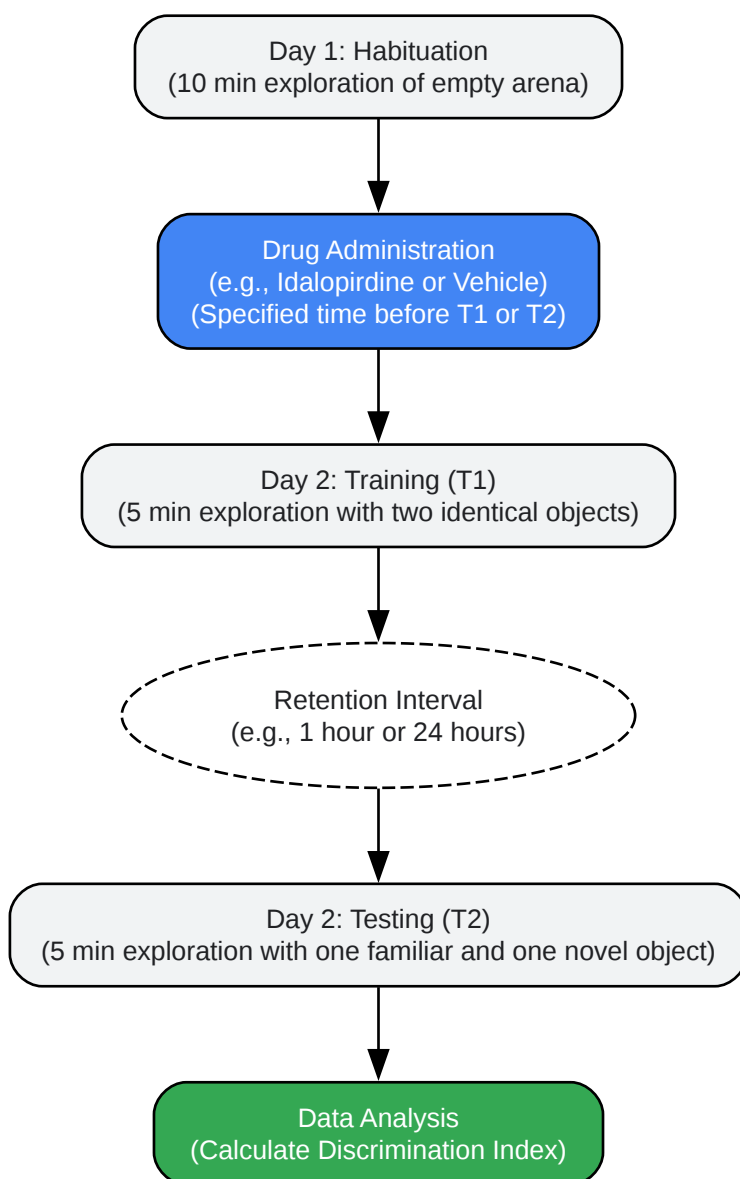 Day 1: Habituation
(10 min exploration of empty arena)
Drug Administration
(e.g., Idalopirdine or Vehicle)
(Specified time before T1 or T2)
Day 2: Training (T1)
(5 min exploration with two identical objects)
Retention Interval
(e.g., 1 hour or 24 hours)
Day 2: Testing (T2)
(5 min exploration with one familiar and one novel object)
Data Analysis
(Calculate Discrimination Index)